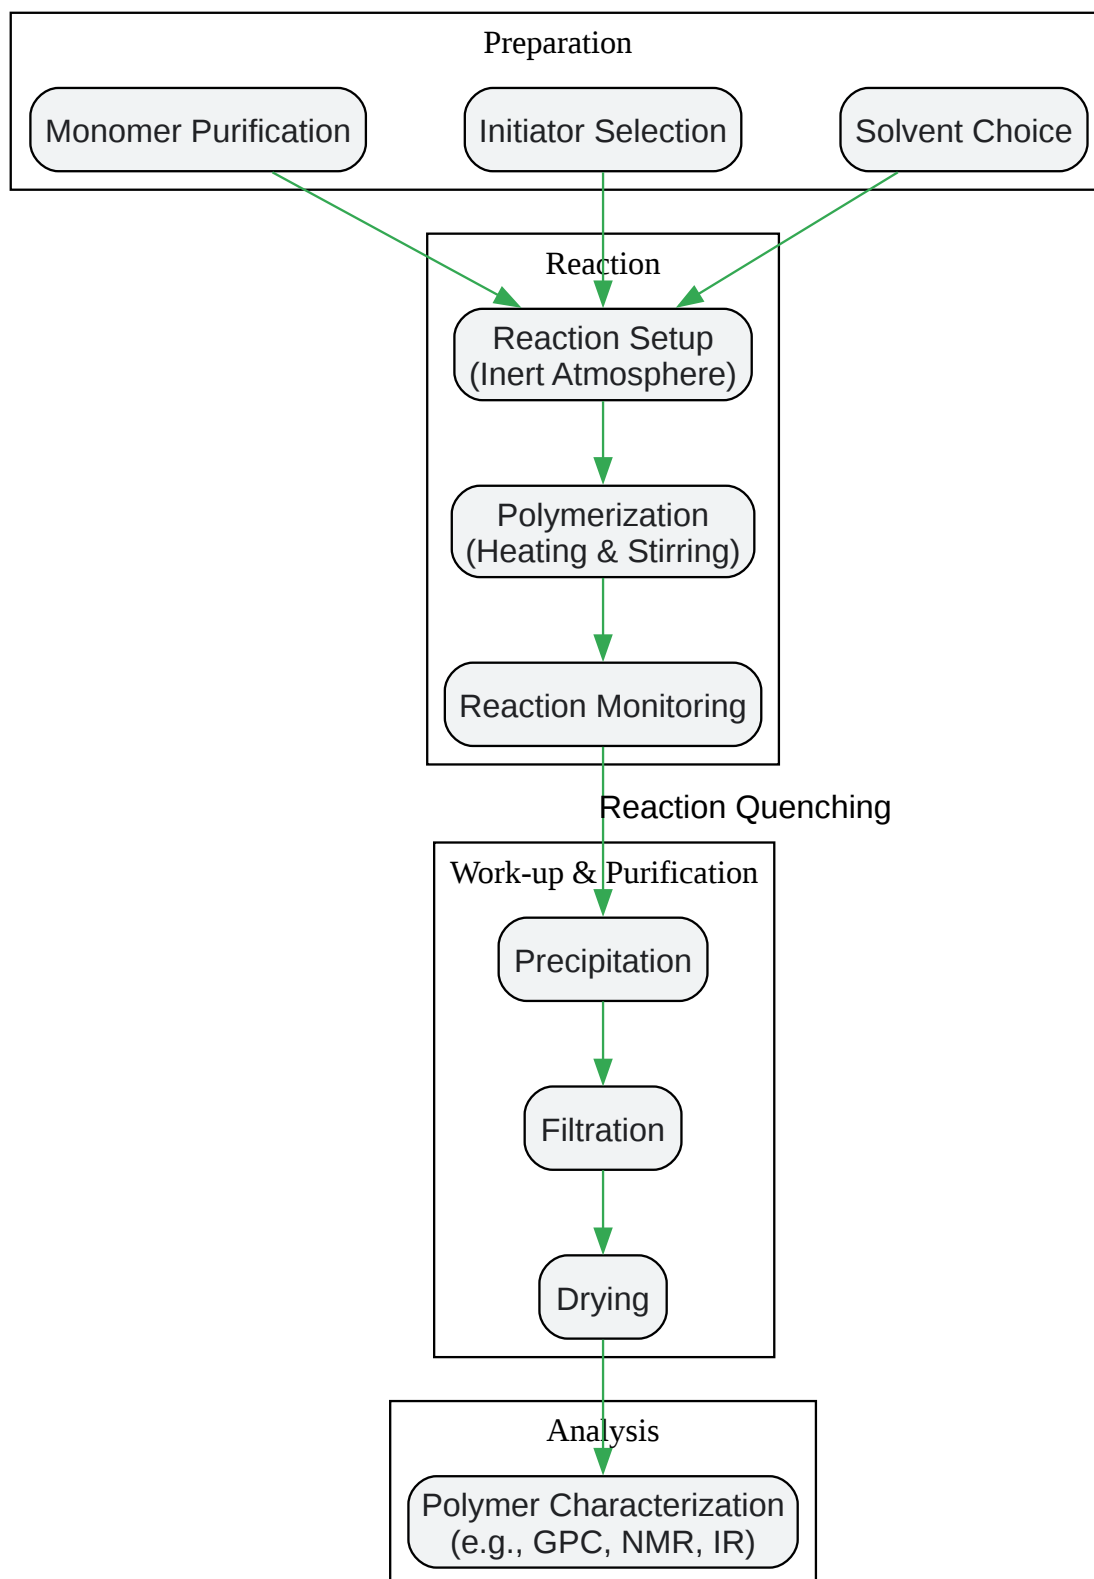 Preparation
Monomer Purification
Initiator Selection
Solvent Choice
Reaction
Reaction Setup
(Inert Atmosphere)
Polymerization
(Heating & Stirring)
Reaction Monitoring
Reaction Quenching
Work-up & Purification
Precipitation
Filtration
Drying
Analysis
Polymer Characterization
(e.g., GPC, NMR, IR)